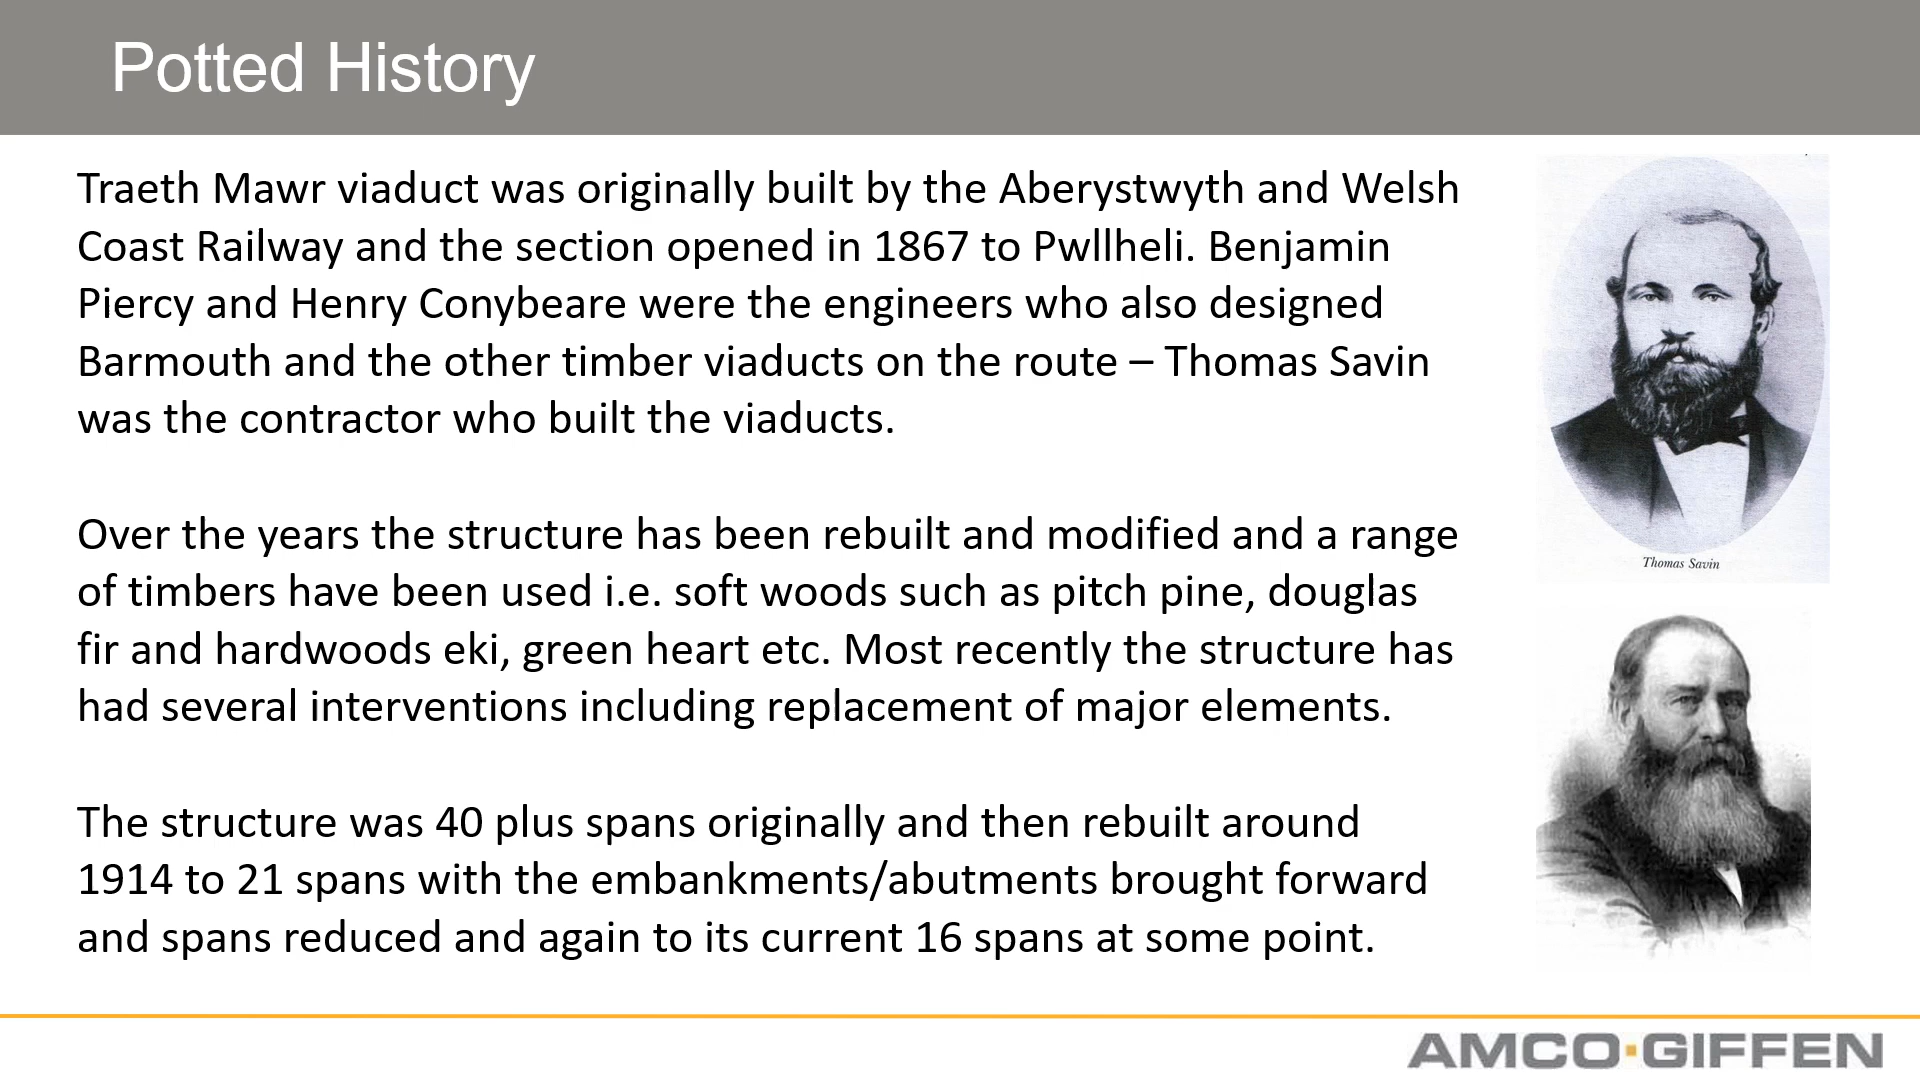 Potted History
Traeth Mawr viaduct was originally built by the Aberystwyth and Welsh
Coast Railway and the section opened in 1867 to Pwllheli. Benjamin
Piercy and Henry Conybeare were the engineers who also designed
Barmouth and the other timber viaducts on the route – Thomas Savin
was the contractor who built the viaducts.
Over the years the structure has been rebuilt and modified and a range
of timbers have been used i.e. soft woods such as pitch pine, douglas
fir and hardwoods eki, green heart etc. Most recently the structure has
had several interventions including replacement of major elements.
The structure was 40 plus spans originally and then rebuilt around
1914 to 21 spans with the embankments/abutments brought forward
and spans reduced and again to its current 16 spans at some point.
Thomas Savin
AMCO·GIFFEN